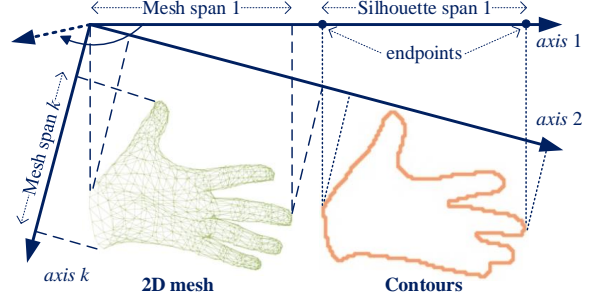 Mesh span 1
Silhouette span 1
axis 1
endpoints
axis 2
Mesh span k
axis k
2D mesh
Contours